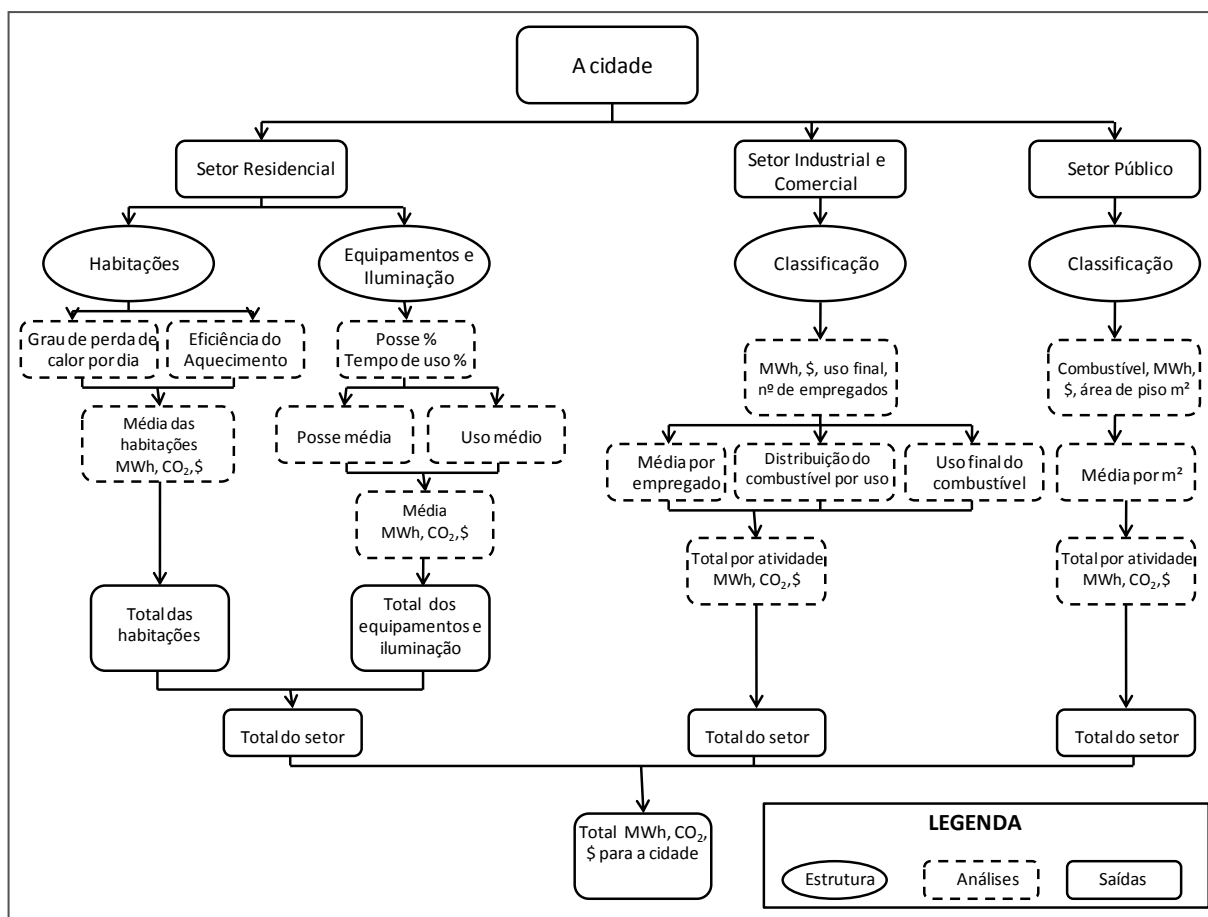 A cidade
Setor Residencial
Setor Industrial e
Comercial
Setor Público
Habitações
Equipamentos e
Iluminação
Classificação
Classificação
Grau de perda de
calor por dia
Eficiência do
Aquecimento
Posse %
Tempo de uso %
MWh, $, uso final,
nº de empregados
Combustível, MWh,
$, área de piso m²
Média das
habitações
MWh, CO₂,$
Posse média
Uso médio
Média por
empregado
Distribuição do
combustível por uso
Uso final do
combustível
Média por m²
Média
MWh, CO₂,$
Total por atividade
MWh, CO₂,$
Total por atividade
MWh, CO₂,$
Total das
habitações
Total dos
equipamentos e
iluminação
Total do setor
Total do setor
Total do setor
Total MWh, CO₂,
$ para a cidade
LEGENDA
Estrutura
Análises
Saídas